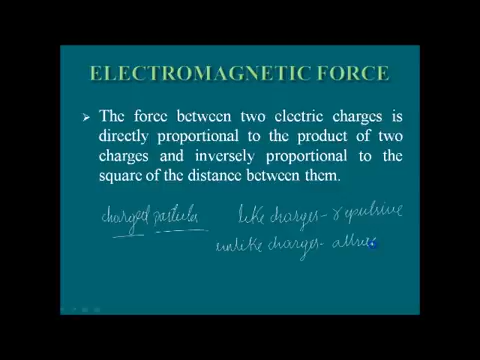 ELECTROMAGNETIC FORCE
The force between two electric charges is
directly proportional to the product of two
charges and inversely proportional to the
square of the distance between them.
charged particles like charges - repulsive
unlike charges - attrac